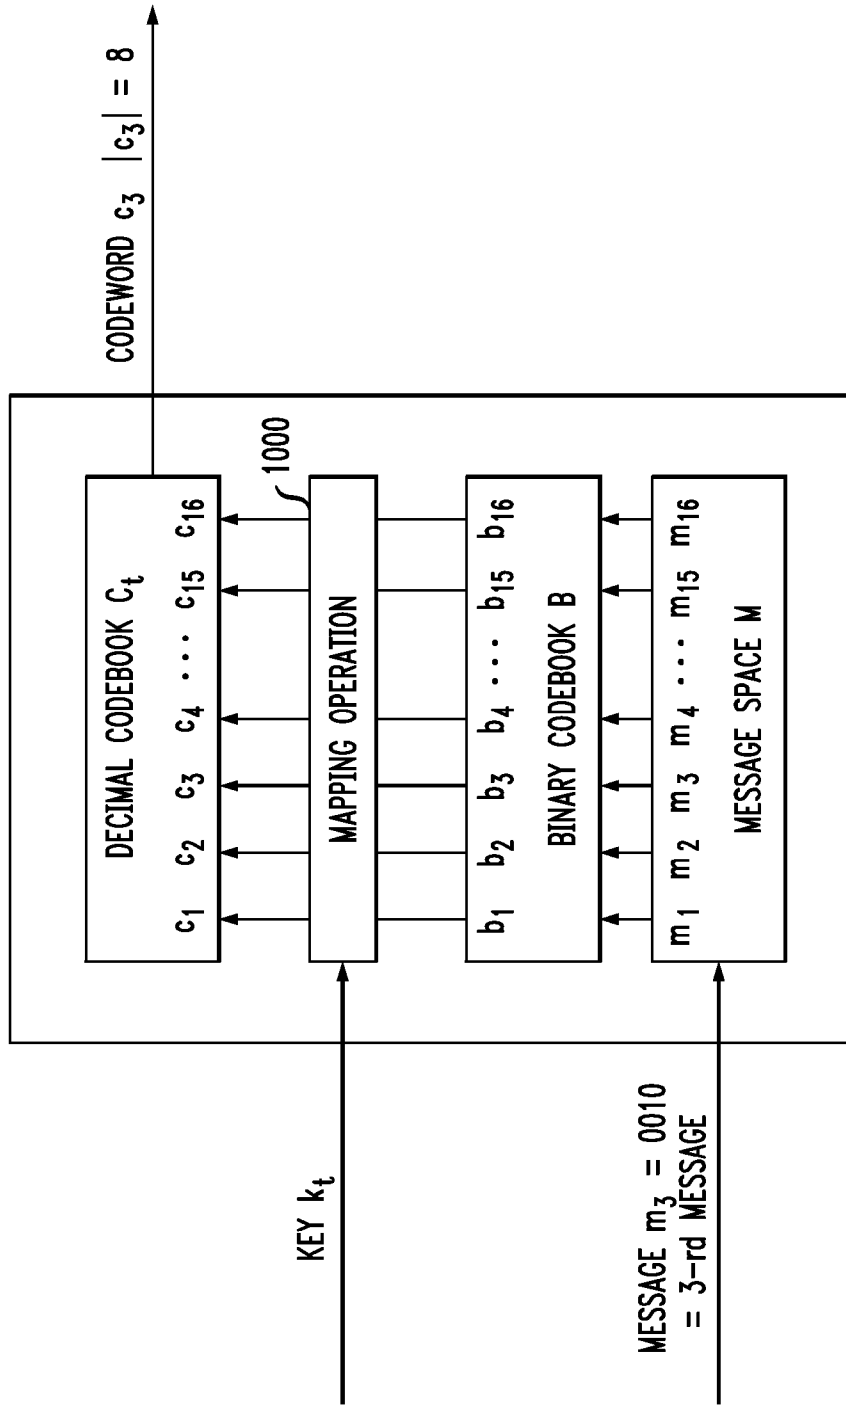 CODEWORD c3 |c3| = 8
DECIMAL CODEBOOK Ct
c1 c2 c3 c4 ··· c15 c16
1000
KEY kt
MAPPING OPERATION
b1 b2 b3 b4 ··· b15 b16
BINARY CODEBOOK B
MESSAGE m3 = 0010
= 3-rd MESSAGE
m1 m2 m3 m4 ··· m15 m16
MESSAGE SPACE M